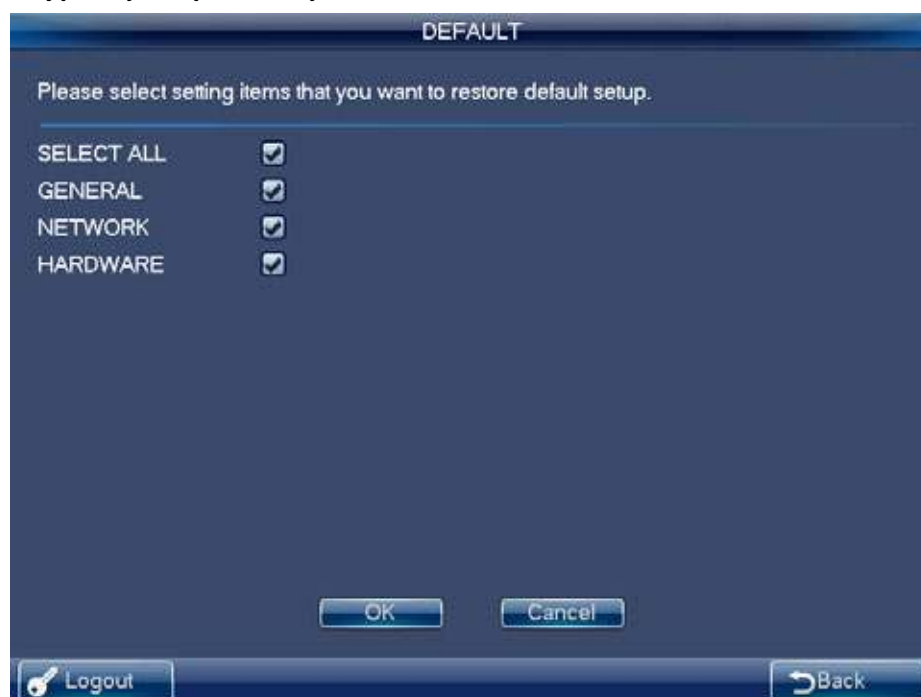 DEFAULT
Please select setting items that you want to restore default setup.
SELECT ALL
GENERAL
NETWORK
HARDWARE
OK Cancel
Logout Back